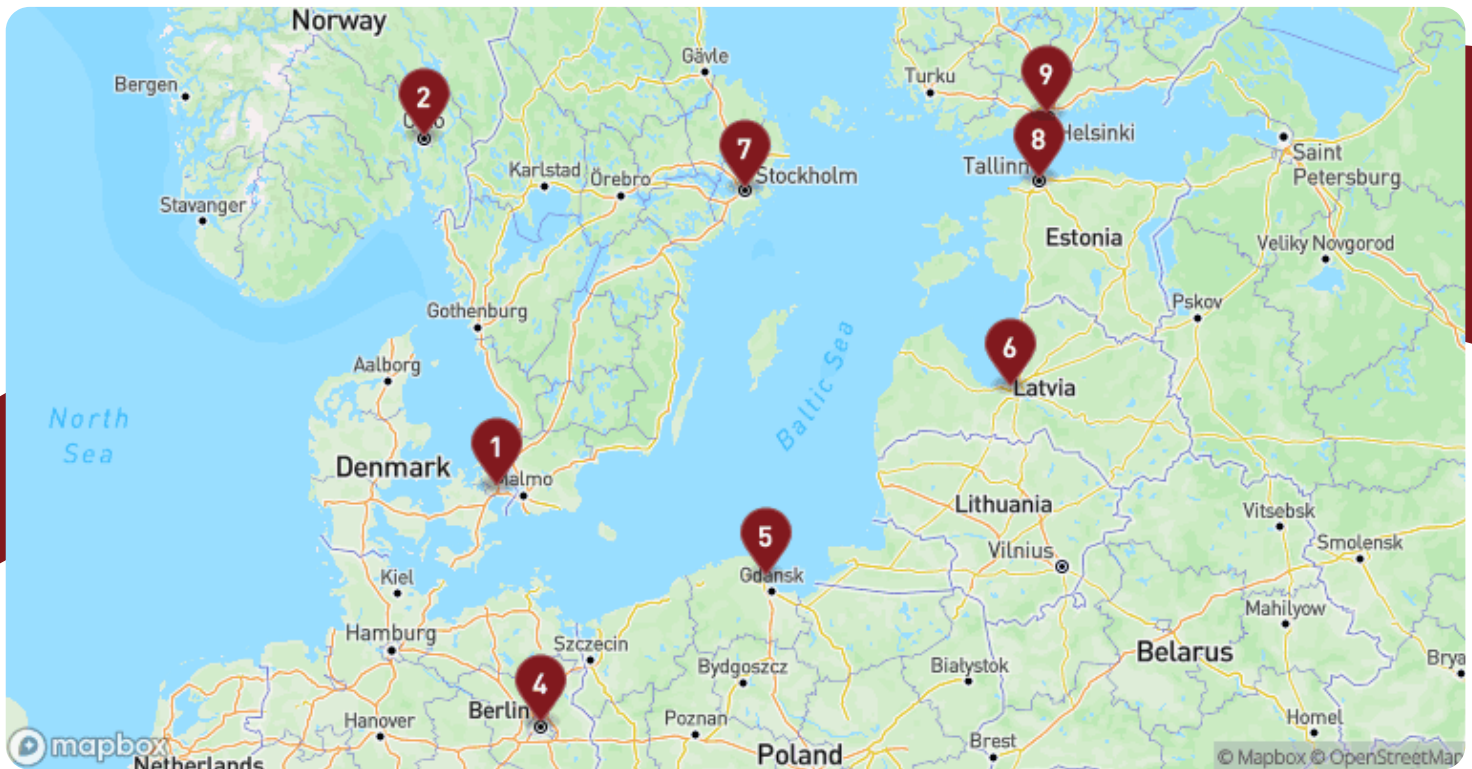 Norway
Gävle
Bergen
Turku
9
2
Helsinki
8
7
Saint
Petersburg
Tallinn
Karlstad
Örebro
Stockholm
Stavanger
Estonia
Veliky Novgorod
Pskov
Gothenburg
Baltic Sea
6
Aalborg
Latvia
North
Sea
1
Denmark
Malmo
Lithuania
Vitsebsk
5
Vilnius
Smolensk
Kiel
Gdansk
Mahilyow
Hamburg
Szczecin
Belarus
Bydgoszcz
Białystok
Brya
4
Berlin
Hanover
Poznan
Homel
Brest
mapbox
Poland
© Mapbox © OpenStreetMap
Netherlands